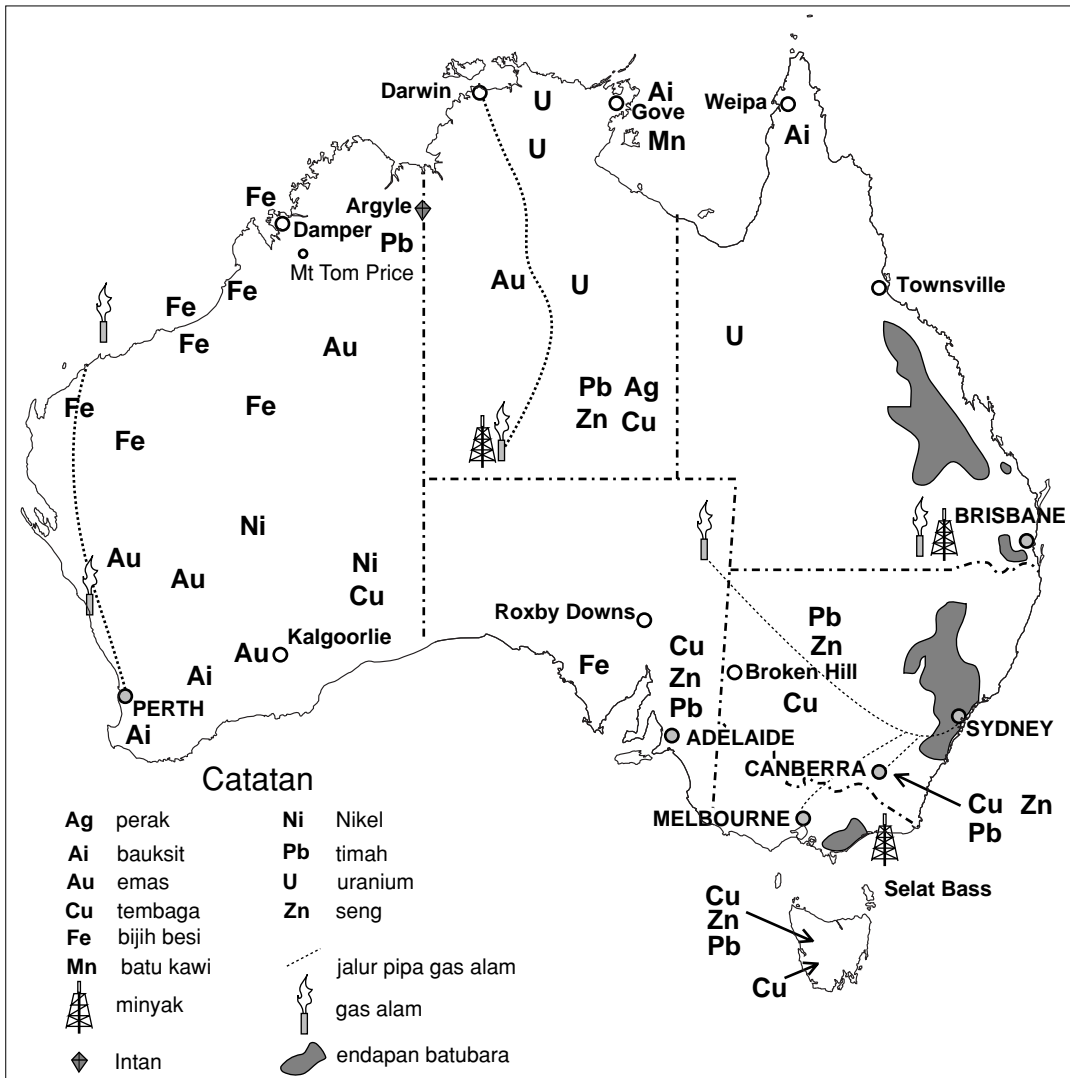 Darwin
U
Ai
Gove
Mn
Weipa
Ai
U
Fe
Argyle
Damper
Pb
Mt Tom Price
Au
U
Townsville
Fe
Fe
Fe
Au
U
Pb Ag
Zn Cu
Fe
Fe
Fe
BRISBANE
Ni
Au
Au
Ni
Cu
Roxby Downs
Pb
Zn
Kalgoorlie
Au
Ai
Fe
Cu
Zn
Pb
Broken Hill
Cu
PERTH
Ai
SYDNEY
ADELAIDE
CANBERRA
Cu Zn
Pb
MELBOURNE
Selat Bass
Cu
Zn
Pb
Cu
Catatan
Ag perak
Ai bauksit
Au emas
Cu tembaga
Fe bijih besi
Mn batu kawi
minyak
Intan
Ni Nikel
Pb timah
U uranium
Zn seng
jalur pipa gas alam
gas alam
endapan batubara